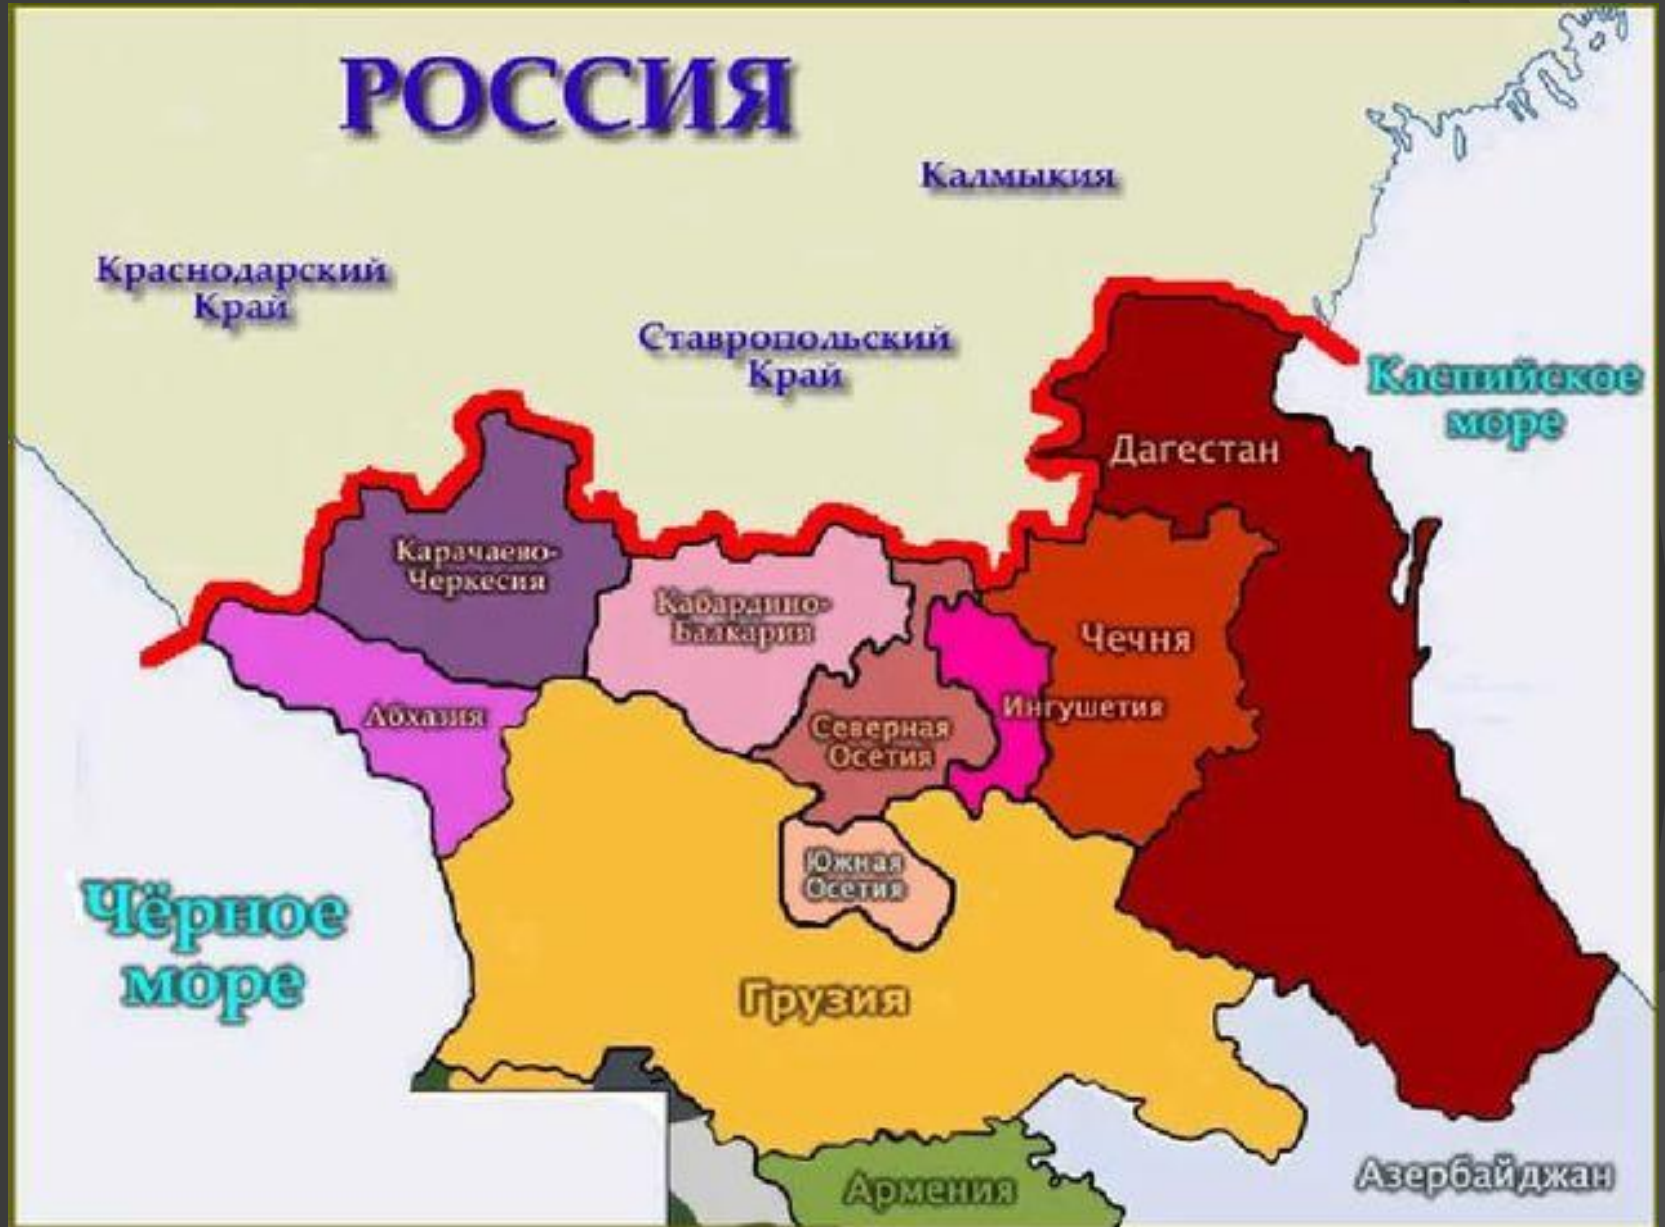 РОССИЯ
Калмыкия
Краснодарский
Край
Ставропольский
Край
Каспийское
море
Дагестан
Карачаево-
Черкесия
Кабардино-
Балкария
Чечня
Абхазия
Ингушетия
Северная
Осетия
Южная
Осетия
Чёрное
море
Грузия
Армения
Азербайджан